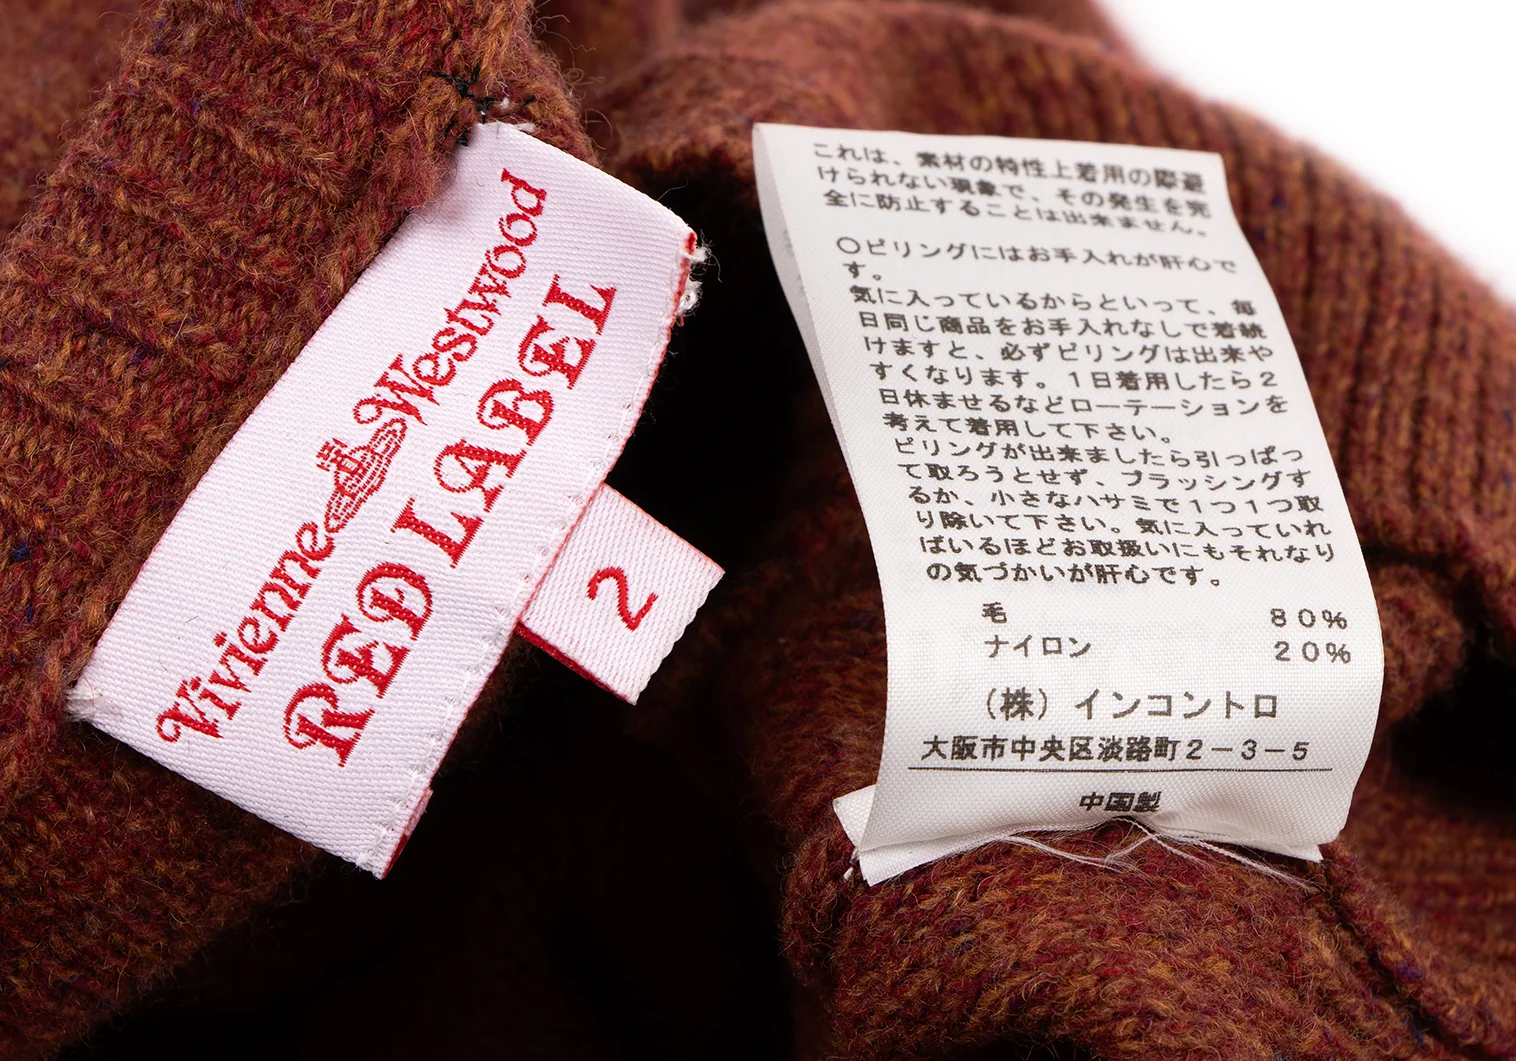 Vivienne Westwood
RED LABEL
2
これは、素材の特性上着用の際避
けられない現象で、その発生を完
全に防止することは出来ません。
○ピリングにはお手入れが肝心で
す。
気に入っているからといって、毎
日同じ商品をお手入れなしで着続
けますと、必ずピリングは出来や
すくなります。1日着用したら2
日休ませるなどローテーションを
考えて着用して下さい。
ピリングが出来ましたら引っぱっ
て取ろうとせず、ブラッシングす
るか、小さなハサミで1つ1つ取
り除いて下さい。気に入っていれ
ばいるほどお取扱いにもそれなり
の気づかいが肝心です。
毛 80%
ナイロン 20%
(株)インコントロ
大阪市中央区淡路町2-3-5
中国製